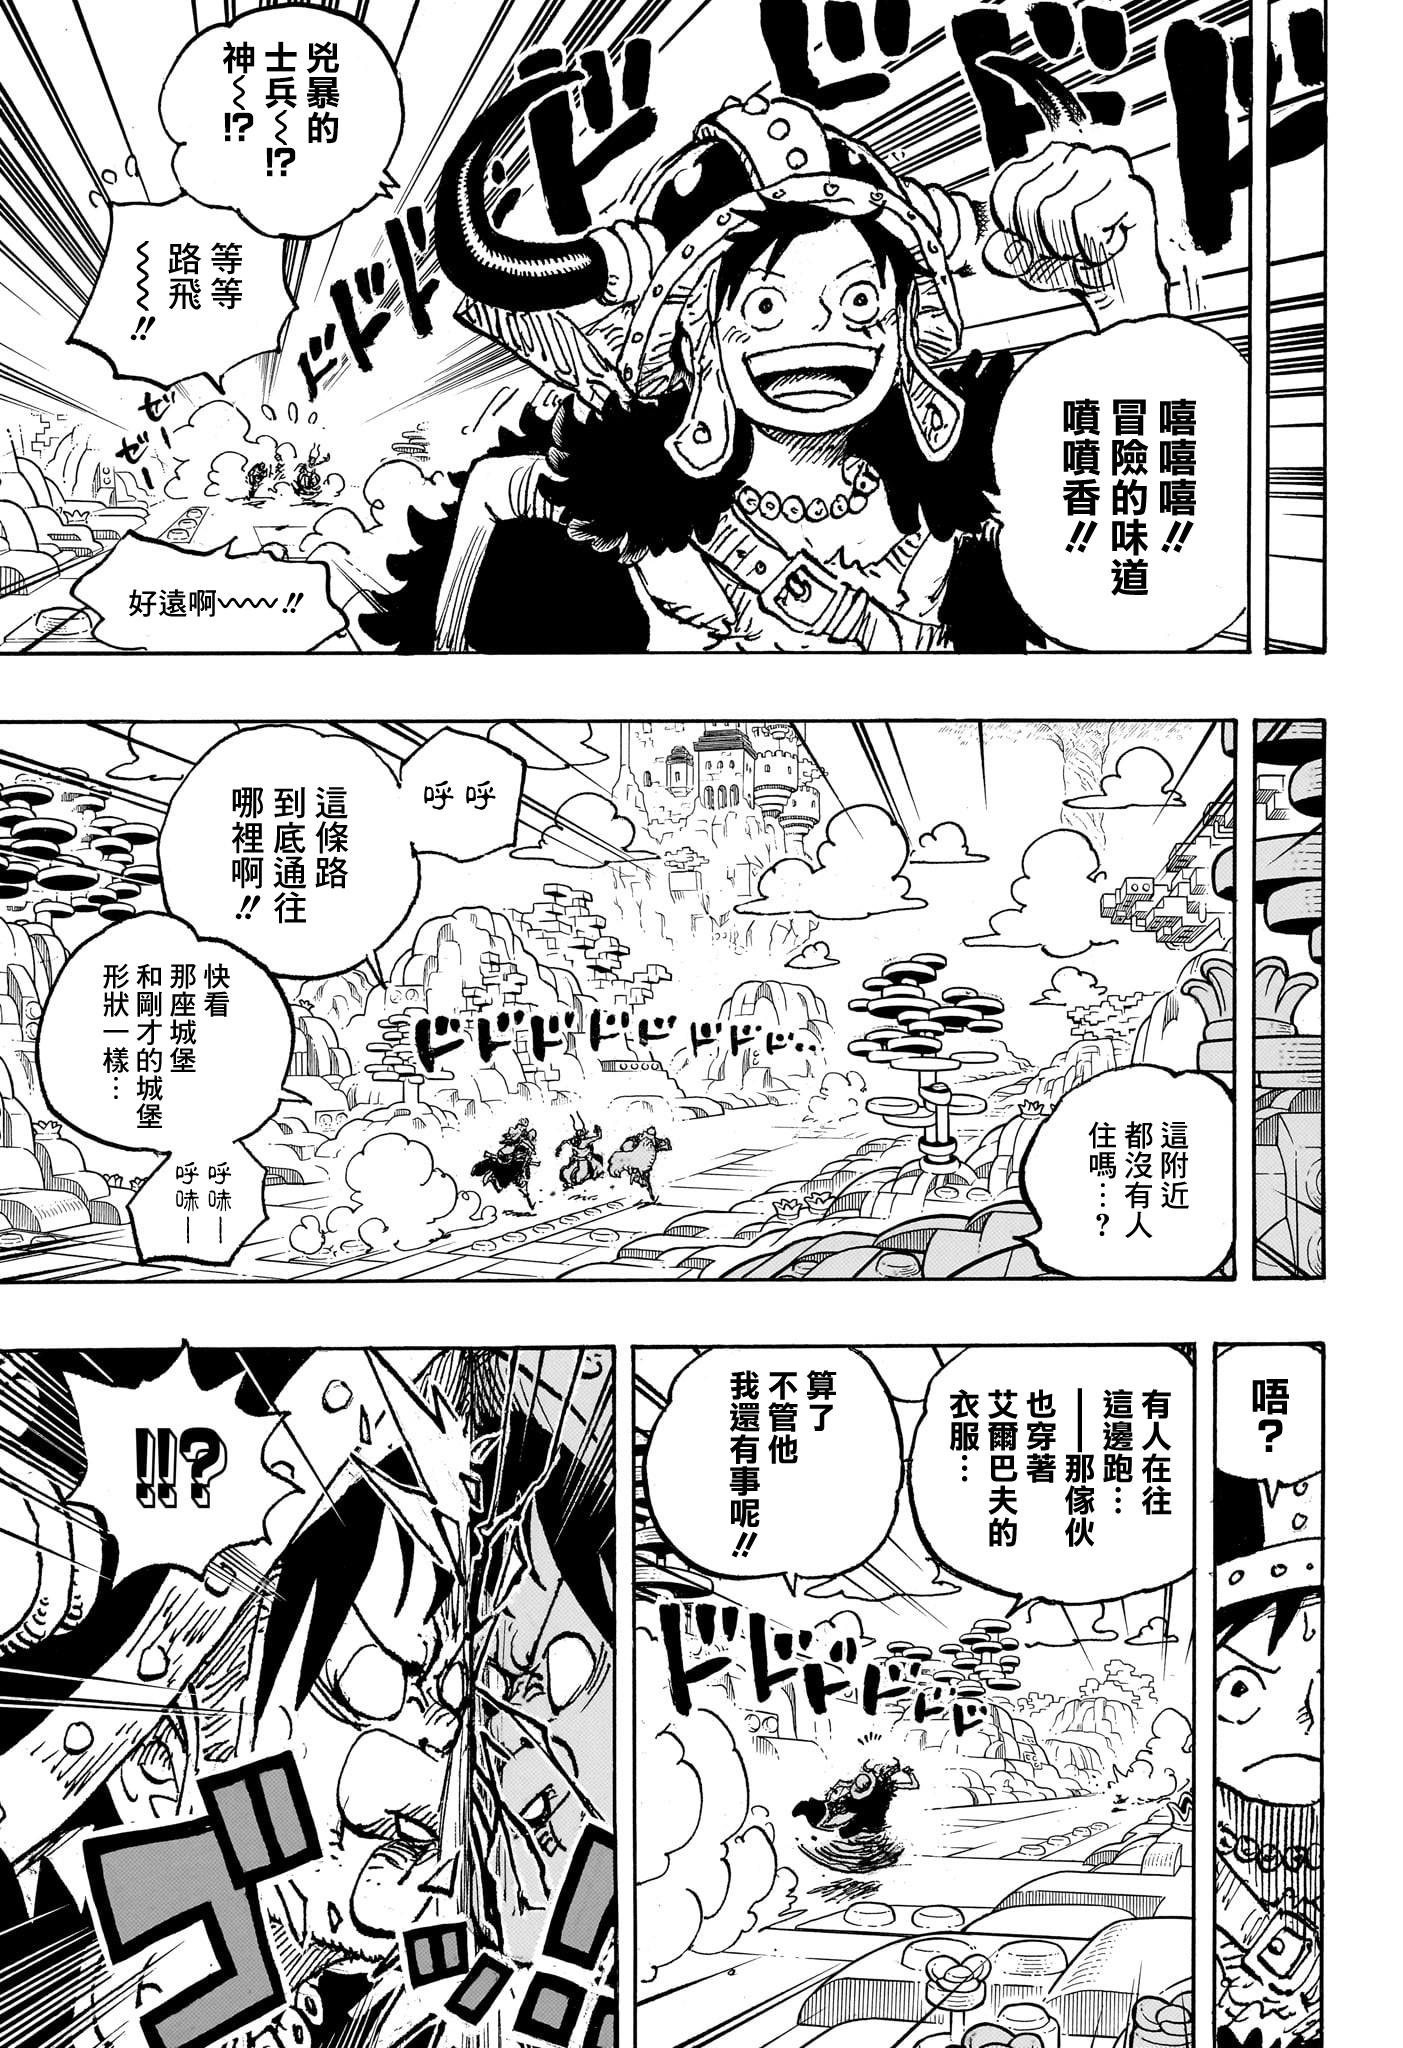 嘻嘻嘻!!
冒險的味道
噴噴香!!
ドドドドド
兇暴的
士兵~!?
神~!?
等等
路飛
~~!!
ドドドド
ゼー
ゼー
好遠啊~~!!
這附近
都沒有人
住嗎…?
呼呼
這條路
到底通往
哪裡啊!!
快看
那座城堡
和剛才的城堡
形狀一樣…
呼哧—
呼哧—
ドドドドドドドドドド…
唔?
有人在往
這邊跑…
——那傢伙
也穿著
艾爾巴夫的
衣服…
算了
不管他
我還有事呢!!
ドドドドドドド…
!!!?
ゴ